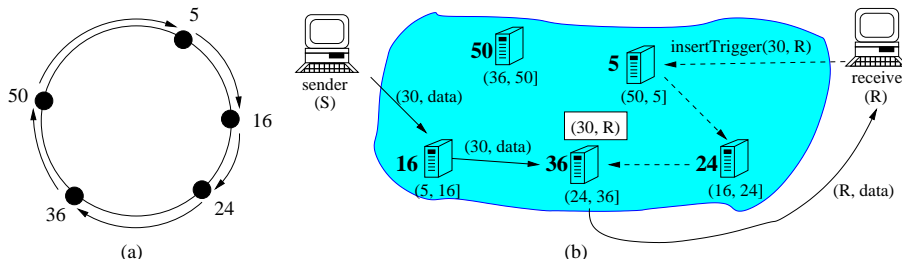 5
16
24
36
50
(a)
sender
(S)
(30, data)
50
(36, 50]
5
(50, 5]
insertTrigger(30, R)
receive
(R)
(30, R)
16
(5, 16]
(30, data)
36
(24, 36]
24
(16, 24]
(R, data)
(b)